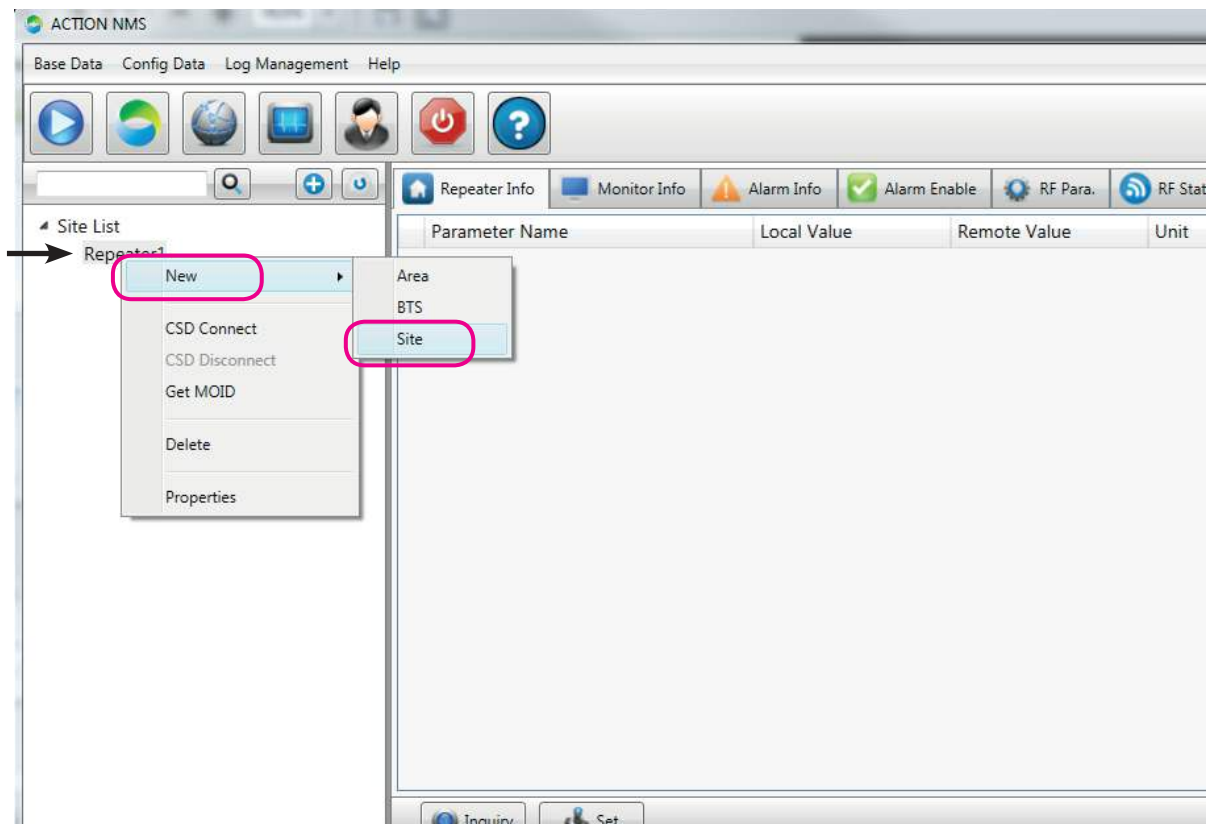 ACTION NMS
Base Data Config Data Log Management Help
Repeater Info Monitor Info Alarm Info Alarm Enable RF Para. RF Stat
Site List
Parameter Name Local Value Remote Value Unit
Repeater1
New
Area
BTS
Site
CSD Connect
CSD Disconnect
Get MOID
Delete
Properties
Inquiry Set